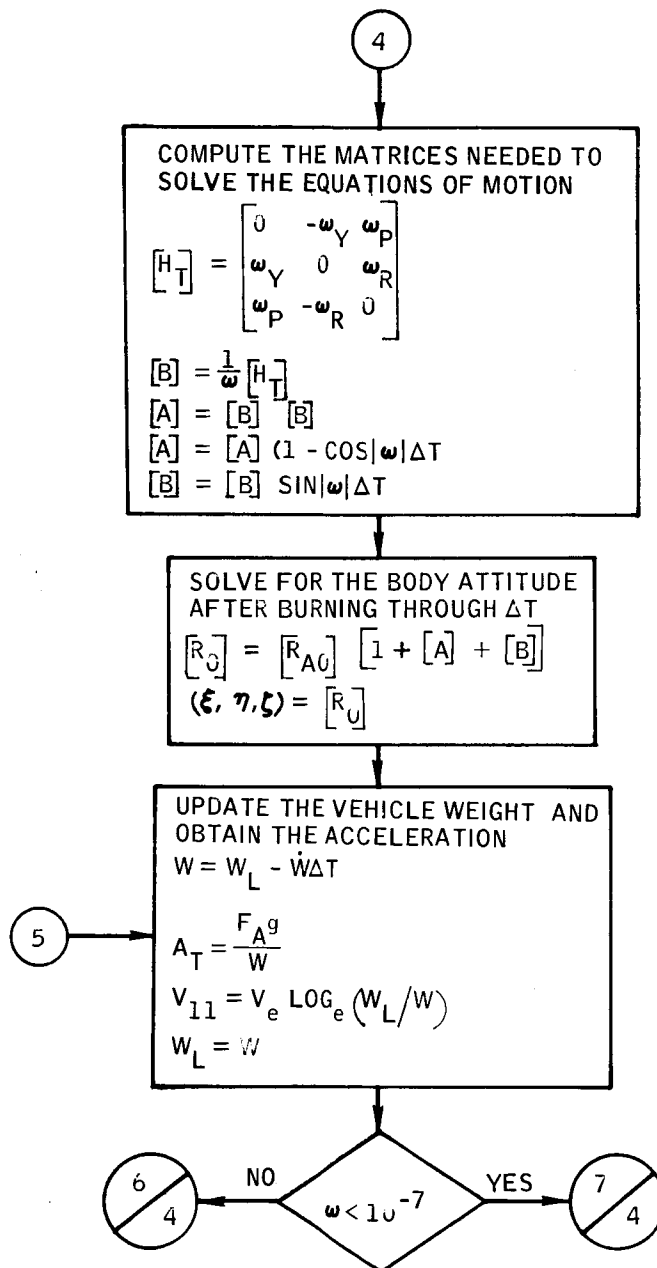 4
COMPUTE THE MATRICES NEEDED TO
SOLVE THE EQUATIONS OF MOTION
[H_T] = [0 -ω_Y ω_P
ω_Y 0 ω_R
ω_P -ω_R 0]
[B] = 1/ω [H_T]
[A] = [B] [B]
[A] = [A] (1 - COS|ω|ΔT
[B] = [B] SIN|ω|ΔT
SOLVE FOR THE BODY ATTITUDE
AFTER BURNING THROUGH ΔT
[R_0] = [R_A0] [1 + [A] + [B]]
(ξ, η, ζ) = [R_0]
UPDATE THE VEHICLE WEIGHT AND
OBTAIN THE ACCELERATION
W = W_L - ẆΔT
5
A_T = F_A g / W
V_11 = V_e LOG_e (W_L/W)
W_L = W
6/4
NO
ω < 10^-7
YES
7/4